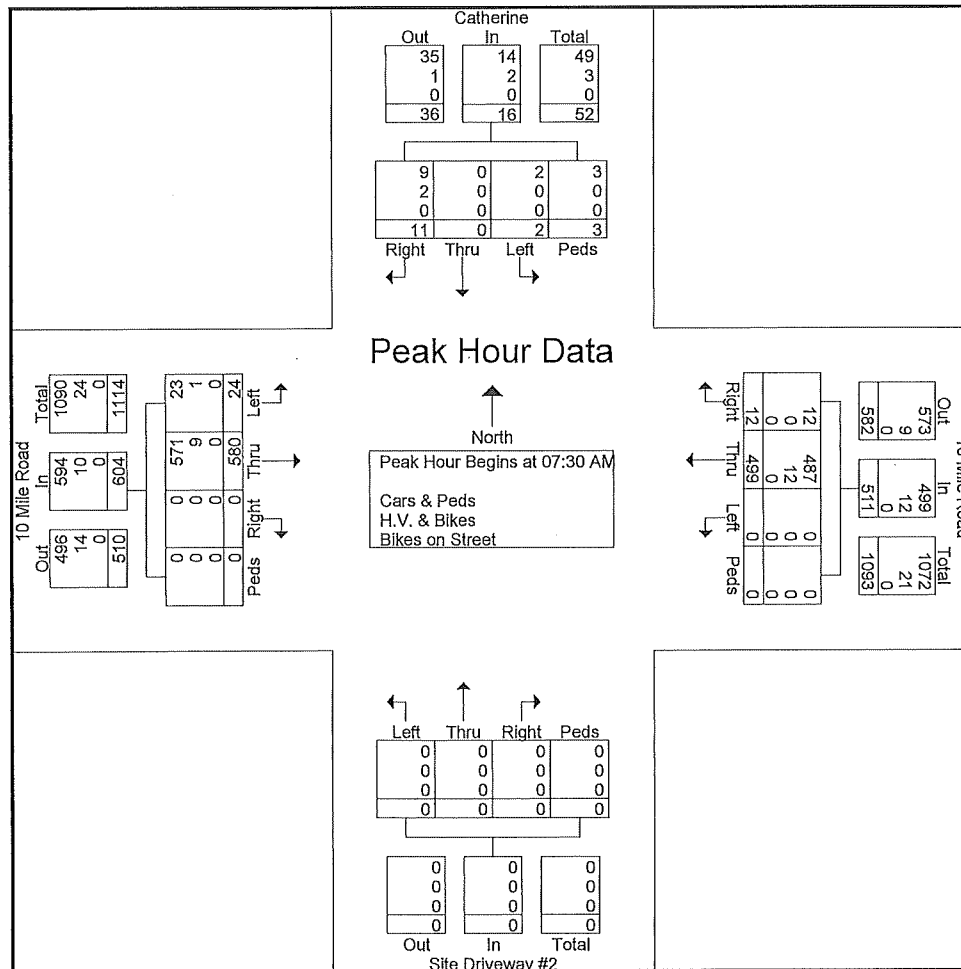 Catherine
Out In Total
35 14 49
1 2 3
0 0 0
36 16 52
9 0 2 3
2 0 0 0
0 0 0 0
11 0 2 3
Right Thru Left Peds
Peak Hour Data
North
Peak Hour Begins at 07:30 AM
Cars & Peds
H.V. & Bikes
Bikes on Street
10 Mile Road
Total In Out
1090 594 496
24 10 14
0 0 0
1114 604 510
23 571 0 0
1 9 0 0
0 0 0 0
24 580 0 0
Left Thru Right Peds
Right Thru Left Peds
12 499 0 0
0 0 0 0
0 12 0 0
12 487 0 0
Out In Total
573 499 1072
9 12 21
0 0 0
582 511 1093
Mile Road
Left Thru Right Peds
0 0 0 0
0 0 0 0
0 0 0 0
0 0 0 0
0 0 0
0 0 0
0 0 0
0 0 0
Out In Total
Site Driveway #2